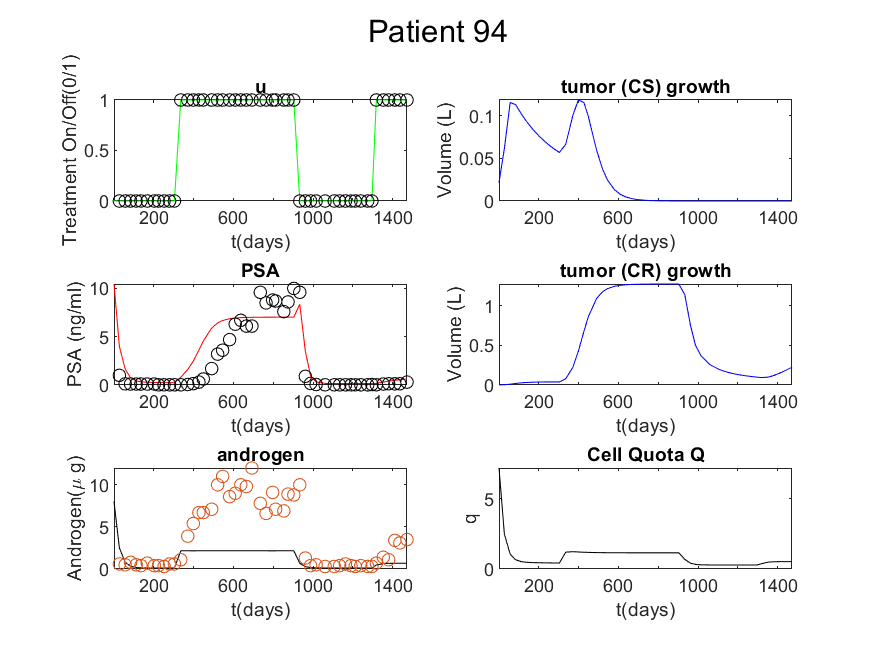 Patient 94
u
Treatment On/Off(0/1)
1
0.5
0
200 600 1000 1400
t(days)
tumor (CS) growth
Volume (L)
0.1
0.05
0
200 600 1000 1400
t(days)
PSA
PSA (ng/ml)
10
5
0
200 600 1000 1400
t(days)
tumor (CR) growth
Volume (L)
1
0.5
0
200 600 1000 1400
t(days)
androgen
Androgen(μ g)
10
5
0
200 600 1000 1400
t(days)
Cell Quota Q
q
5
0
200 600 1000 1400
t(days)